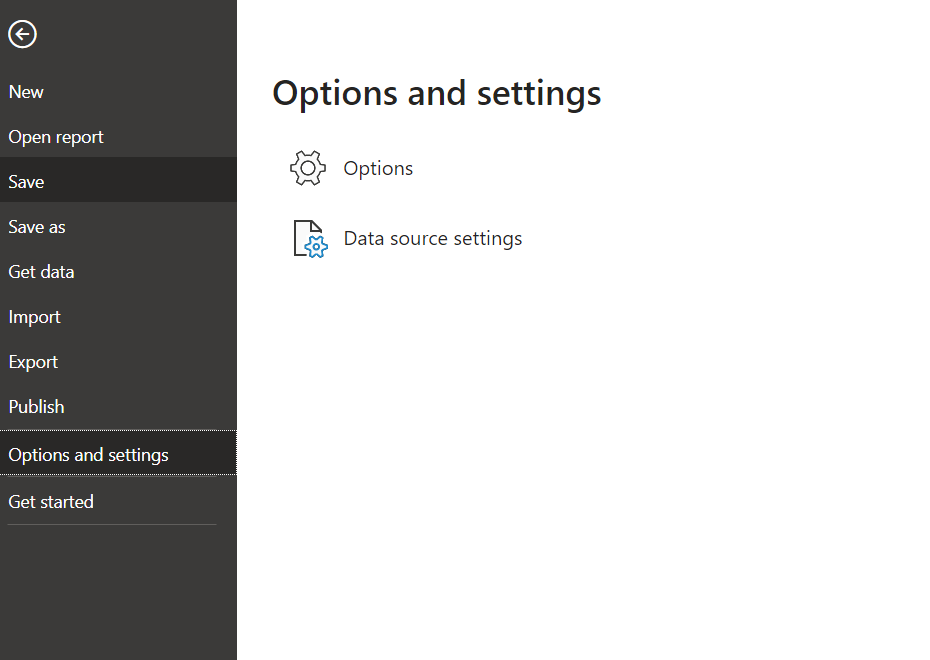 New
Open report
Save
Save as
Get data
Import
Export
Publish
Options and settings
Get started
Options and settings
Options
Data source settings